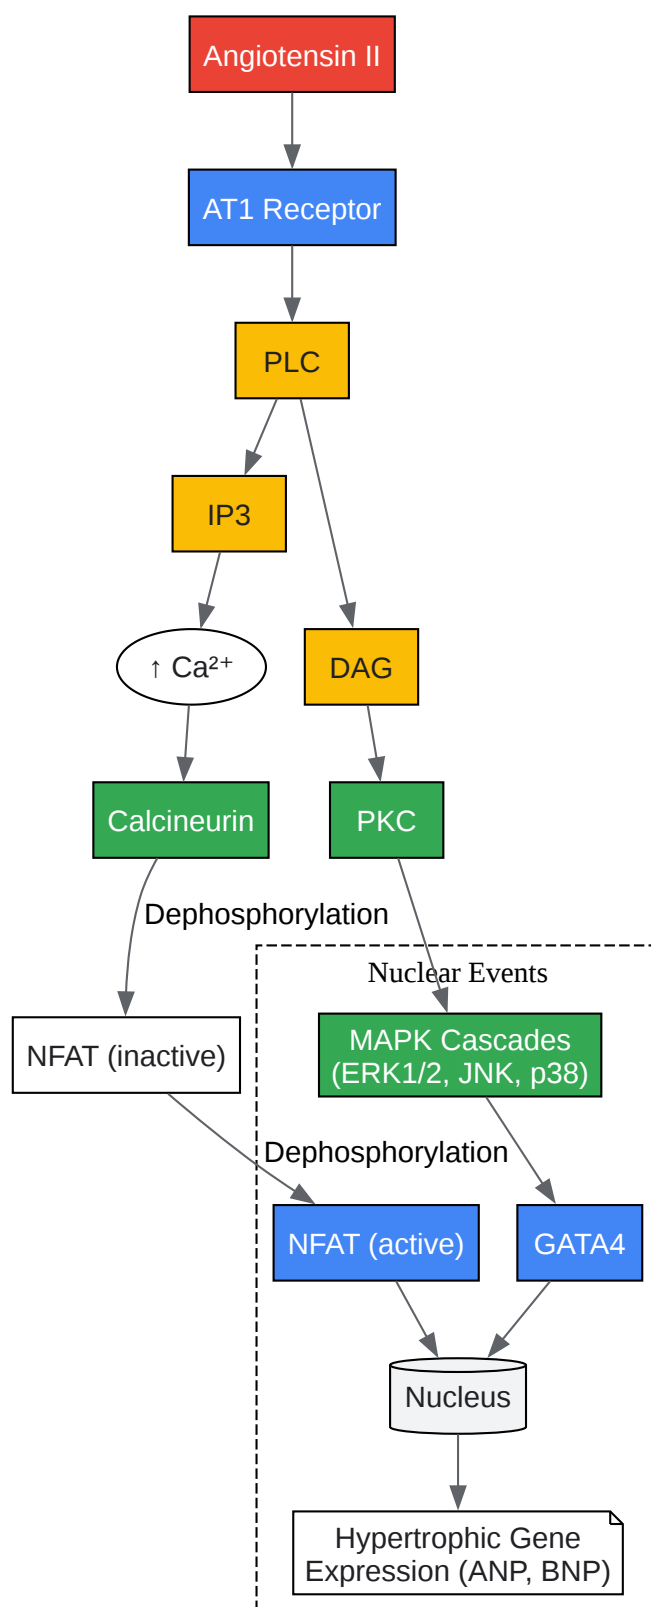 Angiotensin II
AT1 Receptor
PLC
IP3
↑ Ca²⁺
DAG
Calcineurin
PKC
Dephosphorylation
Nuclear Events
NFAT (inactive)
MAPK Cascades
(ERK1/2, JNK, p38)
Dephosphorylation
NFAT (active)
GATA4
Nucleus
Hypertrophic Gene
Expression (ANP, BNP)